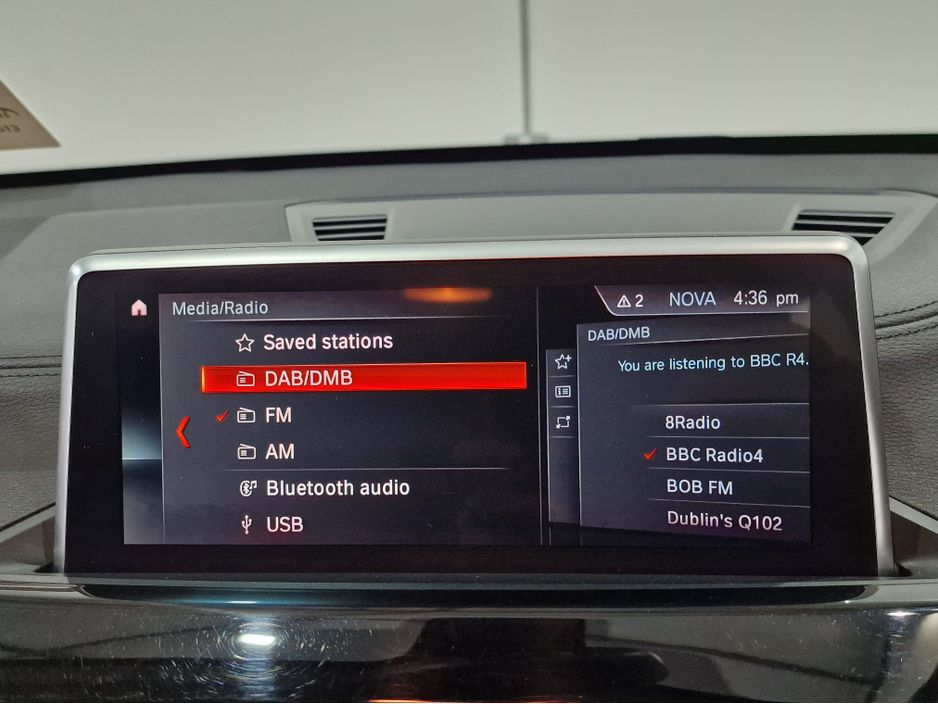 Media/Radio
2 NOVA 4:36 pm
Saved stations
DAB/DMB
FM
AM
Bluetooth audio
USB
DAB/DMB
You are listening to BBC R4.
8Radio
BBC Radio4
BOB FM
Dublin's Q102